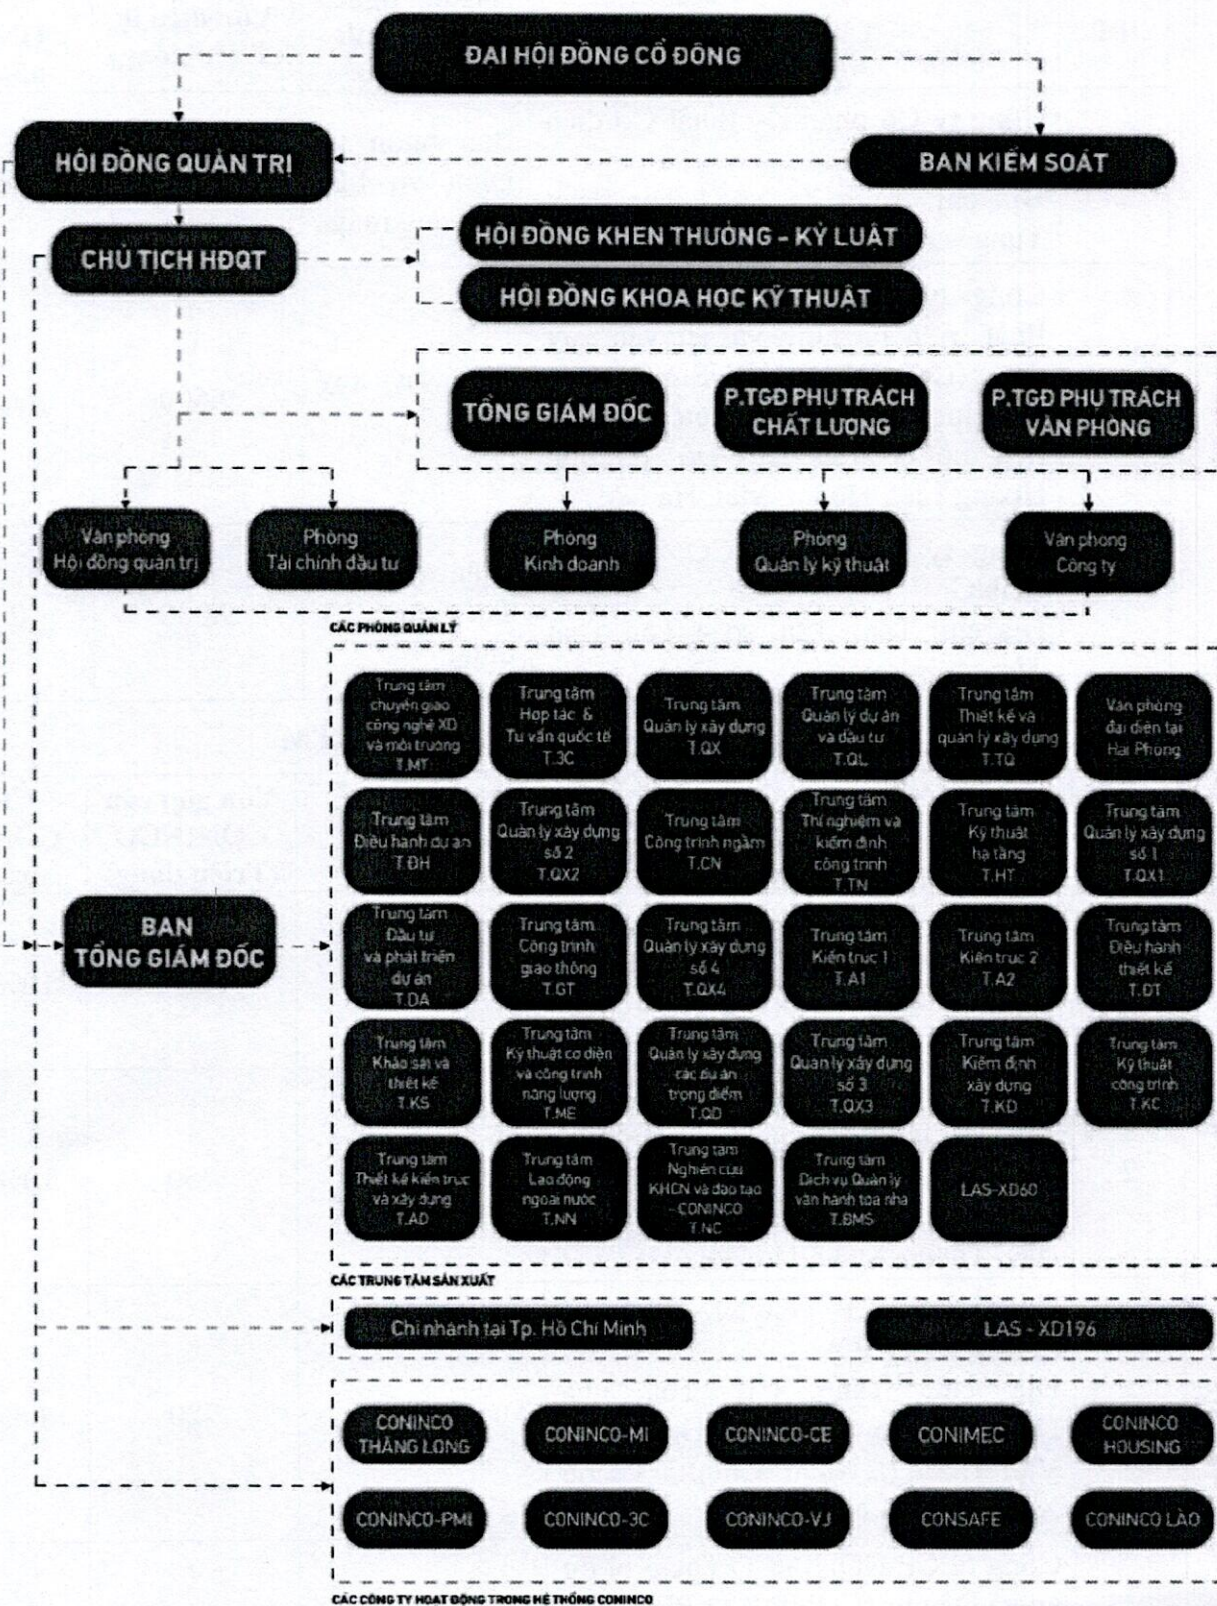 ĐẠI HỘI ĐỒNG CỔ ĐÔNG
HỘI ĐỒNG QUẢN TRỊ
BAN KIỂM SOÁT
CHỦ TỊCH HĐQT
HỘI ĐỒNG KHEN THƯỞNG - KỶ LUẬT
HỘI ĐỒNG KHOA HỌC KỸ THUẬT
TỔNG GIÁM ĐỐC
P.TGĐ PHỤ TRÁCH
CHẤT LƯỢNG
P.TGĐ PHỤ TRÁCH
VĂN PHÒNG
Văn phòng
Hội đồng quản trị
Phòng
Tài chính đầu tư
Phòng
Kinh doanh
Phòng
Quản lý kỹ thuật
Văn phòng
Công ty
CÁC PHÒNG QUẢN LÝ
Trung tâm
chuyển giao
công nghệ XD
và môi trường
T.MT
Trung tâm
Hợp tác &
Tư vấn quốc tế
T.3C
Trung tâm
Quản lý xây dựng
T.QX
Trung tâm
Quản lý dự án
và đầu tư
T.QL
Trung tâm
Thiết kế và
quản lý xây dựng
T.TQ
Văn phòng
đại diện tại
Hải Phòng
Trung tâm
Điều hành dự án
T.ĐH
Trung tâm
Quản lý xây dựng
số 2
T.QX2
Trung tâm
Công trình ngầm
T.CN
Trung tâm
Thí nghiệm và
kiểm định
công trình
T.TN
Trung tâm
Kỹ thuật
hạ tầng
T.HT
Trung tâm
Quản lý xây dựng
số 1
T.QX1
BAN
TỔNG GIÁM ĐỐC
Trung tâm
Đầu tư
và phát triển
dự án
T.DA
Trung tâm
Công trình
giao thông
T.GT
Trung tâm
Quản lý xây dựng
số 4
T.QX4
Trung tâm
Kiến trúc 1
T.A1
Trung tâm
Kiến trúc 2
T.A2
Trung tâm
Điều hành
thiết kế
T.DT
Trung tâm
Khảo sát và
thiết kế
T.KS
Trung tâm
Kỹ thuật cơ điện
và công trình
năng lượng
T.ME
Trung tâm
Quản lý xây dựng
các dự án
trọng điểm
T.QD
Trung tâm
Quản lý xây dựng
số 3
T.QX3
Trung tâm
Kiểm định
xây dựng
T.KD
Trung tâm
Kỹ thuật
công trình
T.KC
Trung tâm
Thiết kế kiến trúc
và xây dựng
T.AD
Trung tâm
Lao động
ngoài nước
T.NN
Trung tâm
Nghiên cứu
KHCN và đào tạo
- CONINCO
T.NC
Trung tâm
Dịch vụ Quản lý
vận hành toà nhà
T.BMS
LAS-XD60
CÁC TRUNG TÂM SẢN XUẤT
Chi nhánh tại Tp. Hồ Chí Minh
LAS - XD196
CONINCO
THĂNG LONG
CONINCO-MI
CONINCO-CE
CONIMEC
CONINCO
HOUSING
CONINCO-PMI
CONINCO-3C
CONINCO-VJ
CONSAFE
CONINCO LÀO
CÁC CÔNG TY HOẠT ĐỘNG TRONG HỆ THỐNG CONINCO